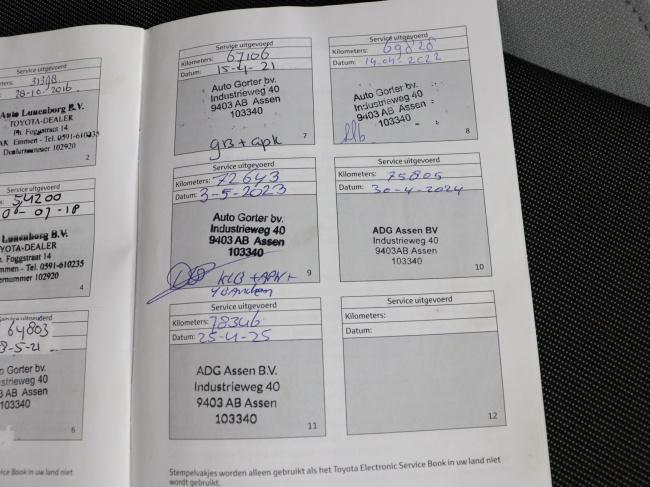 Service uitgevoerd
28-10-2016
Auto Lunenborg B.V.
TOYOTA-DEALER
Ph. Foggstraat 14
Emmen - Tel. 0591-610235
Dealernummer 102920
2
54200
07-18
Lunenborg B.V.
TOYOTA-DEALER
Foggstraat 14
Emmen - Tel. 0591-610235
102920
4
Service uitgevoerd
64803
5-21
Gorter bv.
Industrieweg 40
9403 AB Assen
103340
6
Service Book in uw land niet
Service uitgevoerd
Kilometers: 67166
Datum: 15-4-21
Auto Gorter bv.
Industrieweg 40
9403 AB Assen
103340
7
grB + apk
Service uitgevoerd
Kilometers: 69828
Datum: 14.04.2022
Auto Gorter bv.
Industrieweg 40
9403 AB Assen
103340
8
Service uitgevoerd
Kilometers: 72643
Datum: 3-5-2023
Auto Gorter bv.
Industrieweg 40
9403 AB Assen
103340
9
KLB + APK +
Service uitgevoerd
Kilometers: 75805
Datum: 30-4-2024
ADG Assen BV
Industrieweg 40
9403AB Assen
103340
10
Service uitgevoerd
Kilometers: 78346
Datum: 25-4-25
ADG Assen B.V.
Industrieweg 40
9403 AB Assen
103340
11
Service uitgevoerd
Kilometers:
Datum:
12
Stempelvakjes worden alleen gebruikt als het Toyota Electronic Service Book in uw land niet
wordt gebruikt.